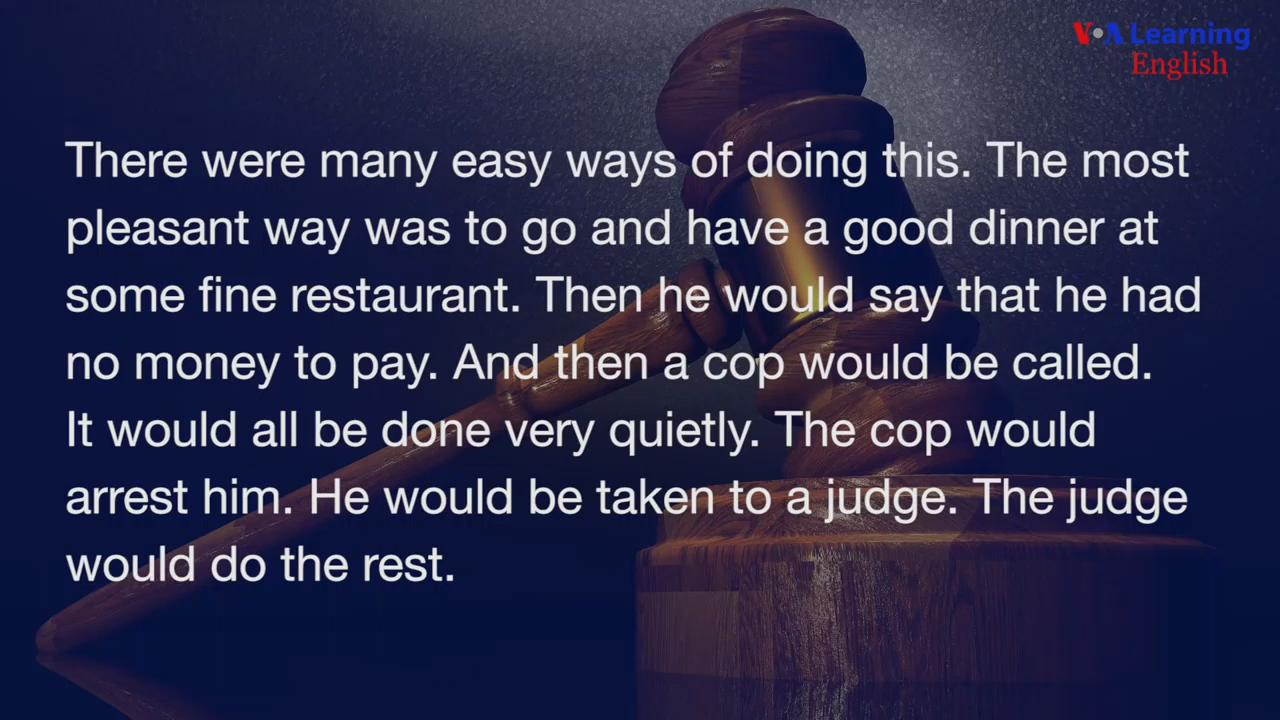 VOA Learning
English
There were many easy ways of doing this. The most
pleasant way was to go and have a good dinner at
some fine restaurant. Then he would say that he had
no money to pay. And then a cop would be called.
It would all be done very quietly. The cop would
arrest him. He would be taken to a judge. The judge
would do the rest.